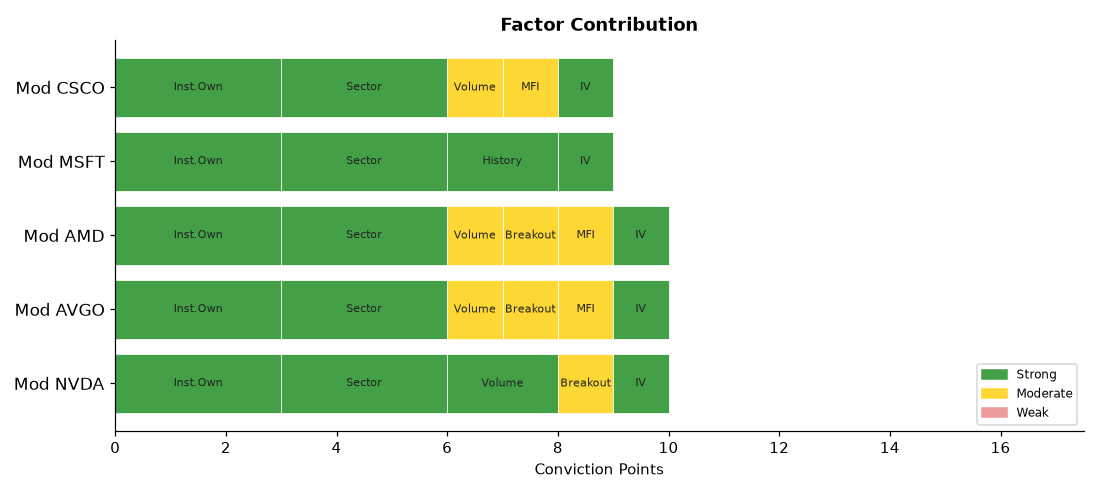 Factor Contribution
Mod CSCO Inst.Own Sector Volume MFI IV
Mod MSFT Inst.Own Sector History IV
Mod AMD Inst.Own Sector Volume Breakout MFI IV
Mod AVGO Inst.Own Sector Volume Breakout MFI IV
Mod NVDA Inst.Own Sector Volume Breakout IV
Strong
Moderate
Weak
0 2 4 6 8 10 12 14 16
Conviction Points